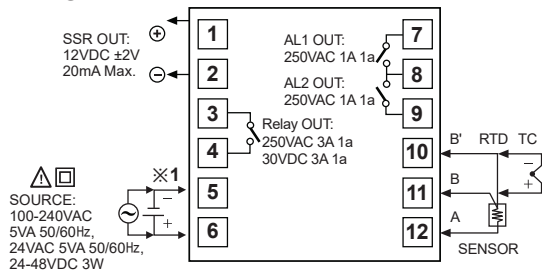 SSR OUT:
12VDC ±2V
20mA Max.
1
2
3
4
5
6
Relay OUT:
250VAC 3A 1a
30VDC 3A 1a
※1
SOURCE:
100-240VAC
5VA 50/60Hz,
24VAC 5VA 50/60Hz,
24-48VDC 3W
AL1 OUT:
250VAC 1A 1a
AL2 OUT:
250VAC 1A 1a
7
8
9
10
11
12
B' RTD TC
B
A
SENSOR